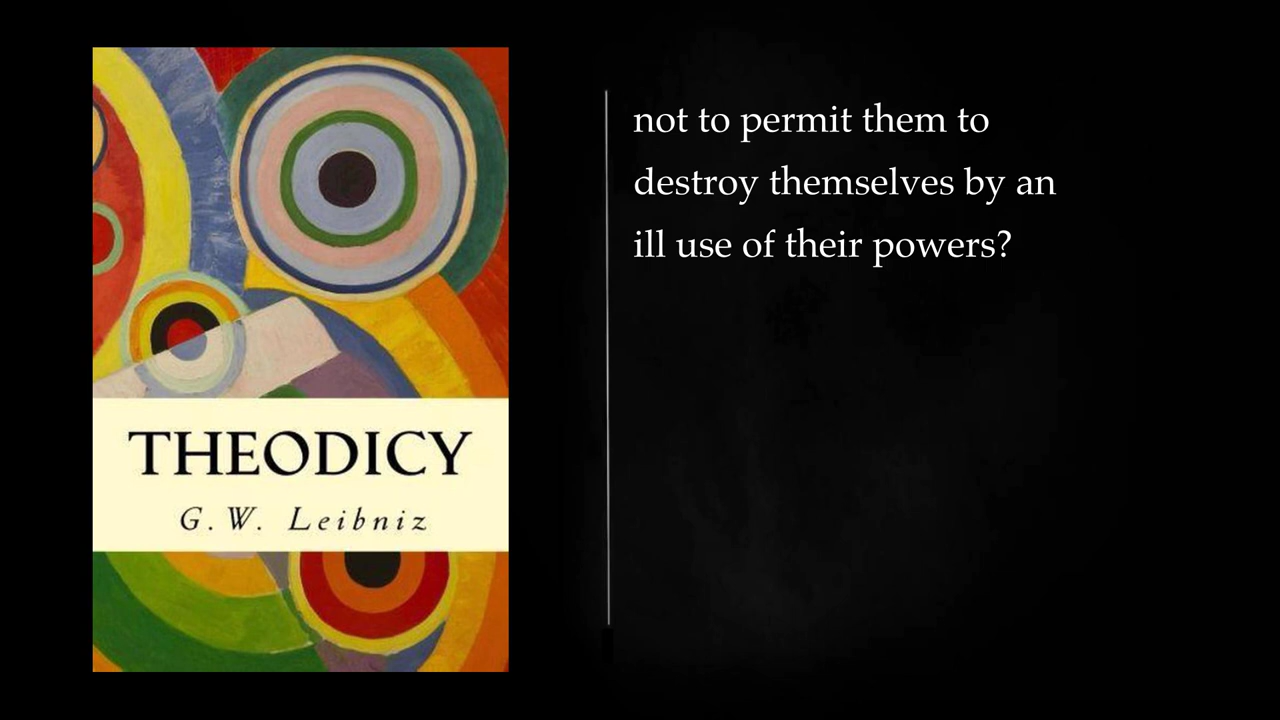 THEODICY
G. W. Leibniz
not to permit them to
destroy themselves by an
ill use of their powers?